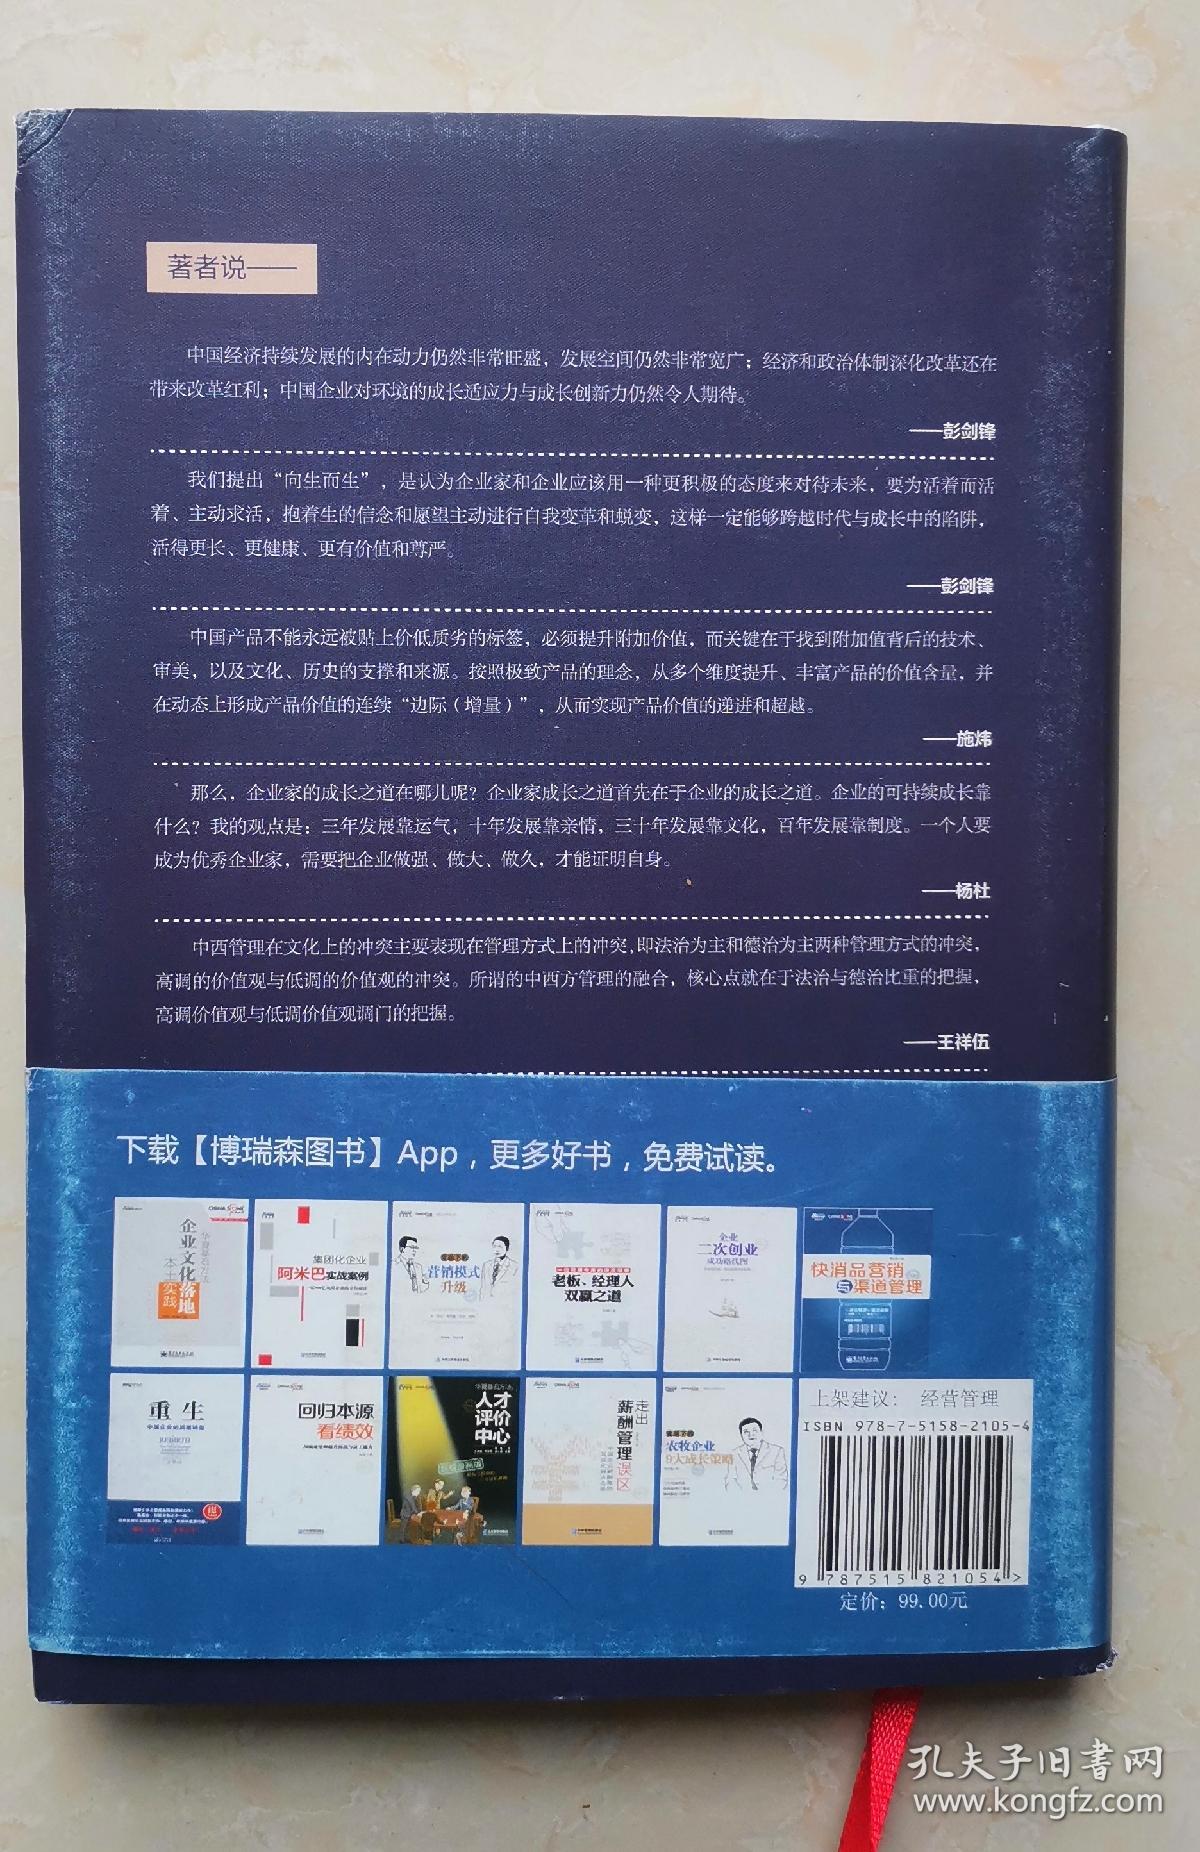 著者说——
中国经济持续发展的内在动力仍然非常旺盛，发展空间仍然非常宽广；经济和政治体制深化改革还在
带来改革红利；中国企业对环境的成长适应力与成长创新力仍然令人期待。
——彭剑锋
我们提出“向生而生”，是认为企业家和企业应该用一种更积极的态度来对待未来，要为活着而活
着、主动求活，抱着生的信念和愿望主动进行自我变革和蜕变，这样一定能够跨越时代与成长中的陷阱，
活得更长、更健康、更有价值和尊严。
——彭剑锋
中国产品不能永远被贴上价低质劣的标签，必须提升附加价值，而关键在于找到附加值背后的技术、
审美，以及文化、历史的支撑和来源。按照极致产品的理念，从多个维度提升、丰富产品的价值含量，并
在动态上形成产品价值的连续“边际（增量）”，从而实现产品价值的递进和超越。
——施炜
那么，企业家的成长之道在哪儿呢？企业家成长之道首先在于企业的成长之道。企业的可持续成长靠
什么？我的观点是：三年发展靠运气，十年发展靠亲情，三十年发展靠文化，百年发展靠制度。一个人要
成为优秀企业家，需要把企业做强、做大、做久，才能证明自身。
——杨杜
中西管理在文化上的冲突主要表现在管理方式上的冲突,即法治为主和德治为主两种管理方式的冲突，
高调的价值观与低调的价值观的冲突。所谓的中西方管理的融合，核心点就在于法治与德治比重的把握，
高调价值观与低调价值观调门的把握。
——王祥伍
下载【博瑞森图书】App，更多好书，免费试读。
企业文化落地
本土实践
集团化企业
阿米巴实战案例
营销模式
升级
老板、经理人
双赢之道
企业
二次创业
成功路线图
快消品营销
与渠道管理
重生
回归本源
看绩效
人才
评价
中心
走出
薪酬管理
误区
农牧企业
9大成长策略
上架建议： 经营管理
ISBN 978-7-5158-2105-4
9 787515 821054 >
定价：99.00元
孔夫子旧书网
www.kongfz.com